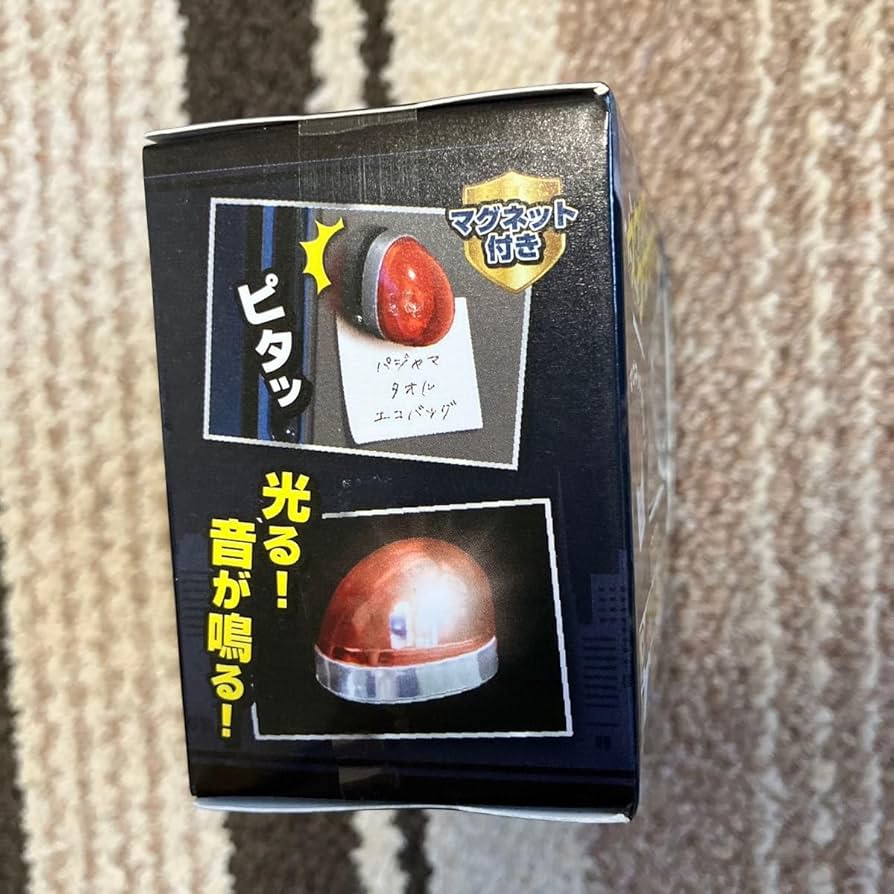 マグネット
付き
ピタッ
パジャマ
タオル
エコバッグ
光る！
音が鳴る！